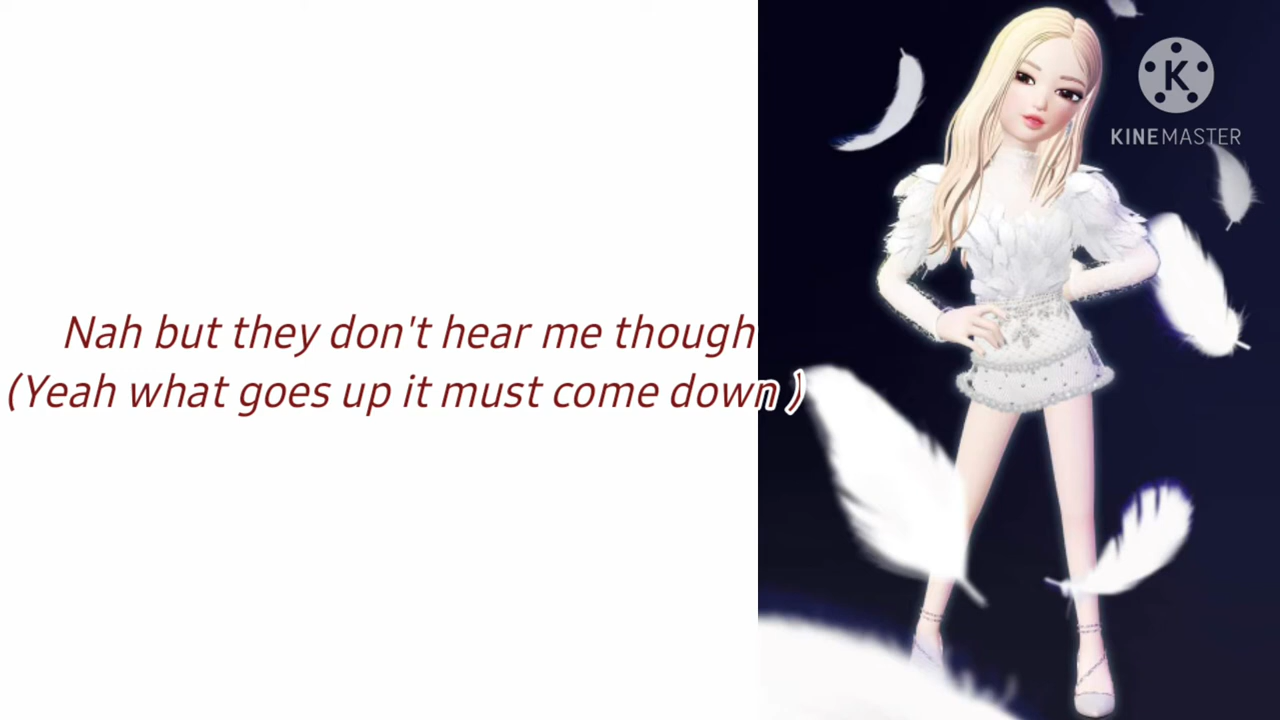 Nah but they don't hear me though
(Yeah what goes up it must come down )
K
KINEMASTER